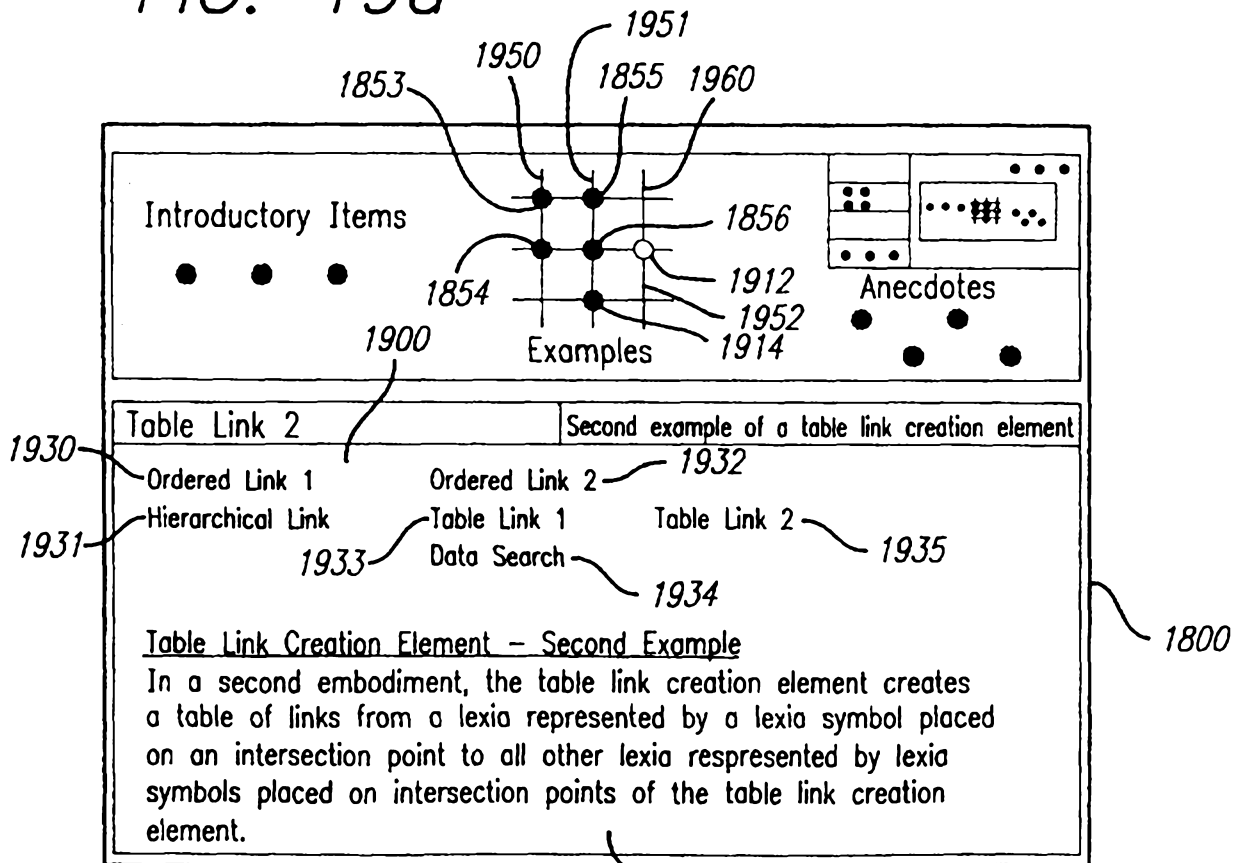 1951
1950
1853
1855
1960
Introductory Items
1856
1854
1912
Anecdotes
1952
1900
Examples
1914
Table Link 2
Second example of a table link creation element
1930
Ordered Link 1
Ordered Link 2
1932
Hierarchical Link
Table Link 1
Table Link 2
1931
1933
Data Search
1935
1934
Table Link Creation Element – Second Example
1800
In a second embodiment, the table link creation element creates
a table of links from a lexia represented by a lexia symbol placed
on an intersection point to all other lexia respresented by lexia
symbols placed on intersection points of the table link creation
element.